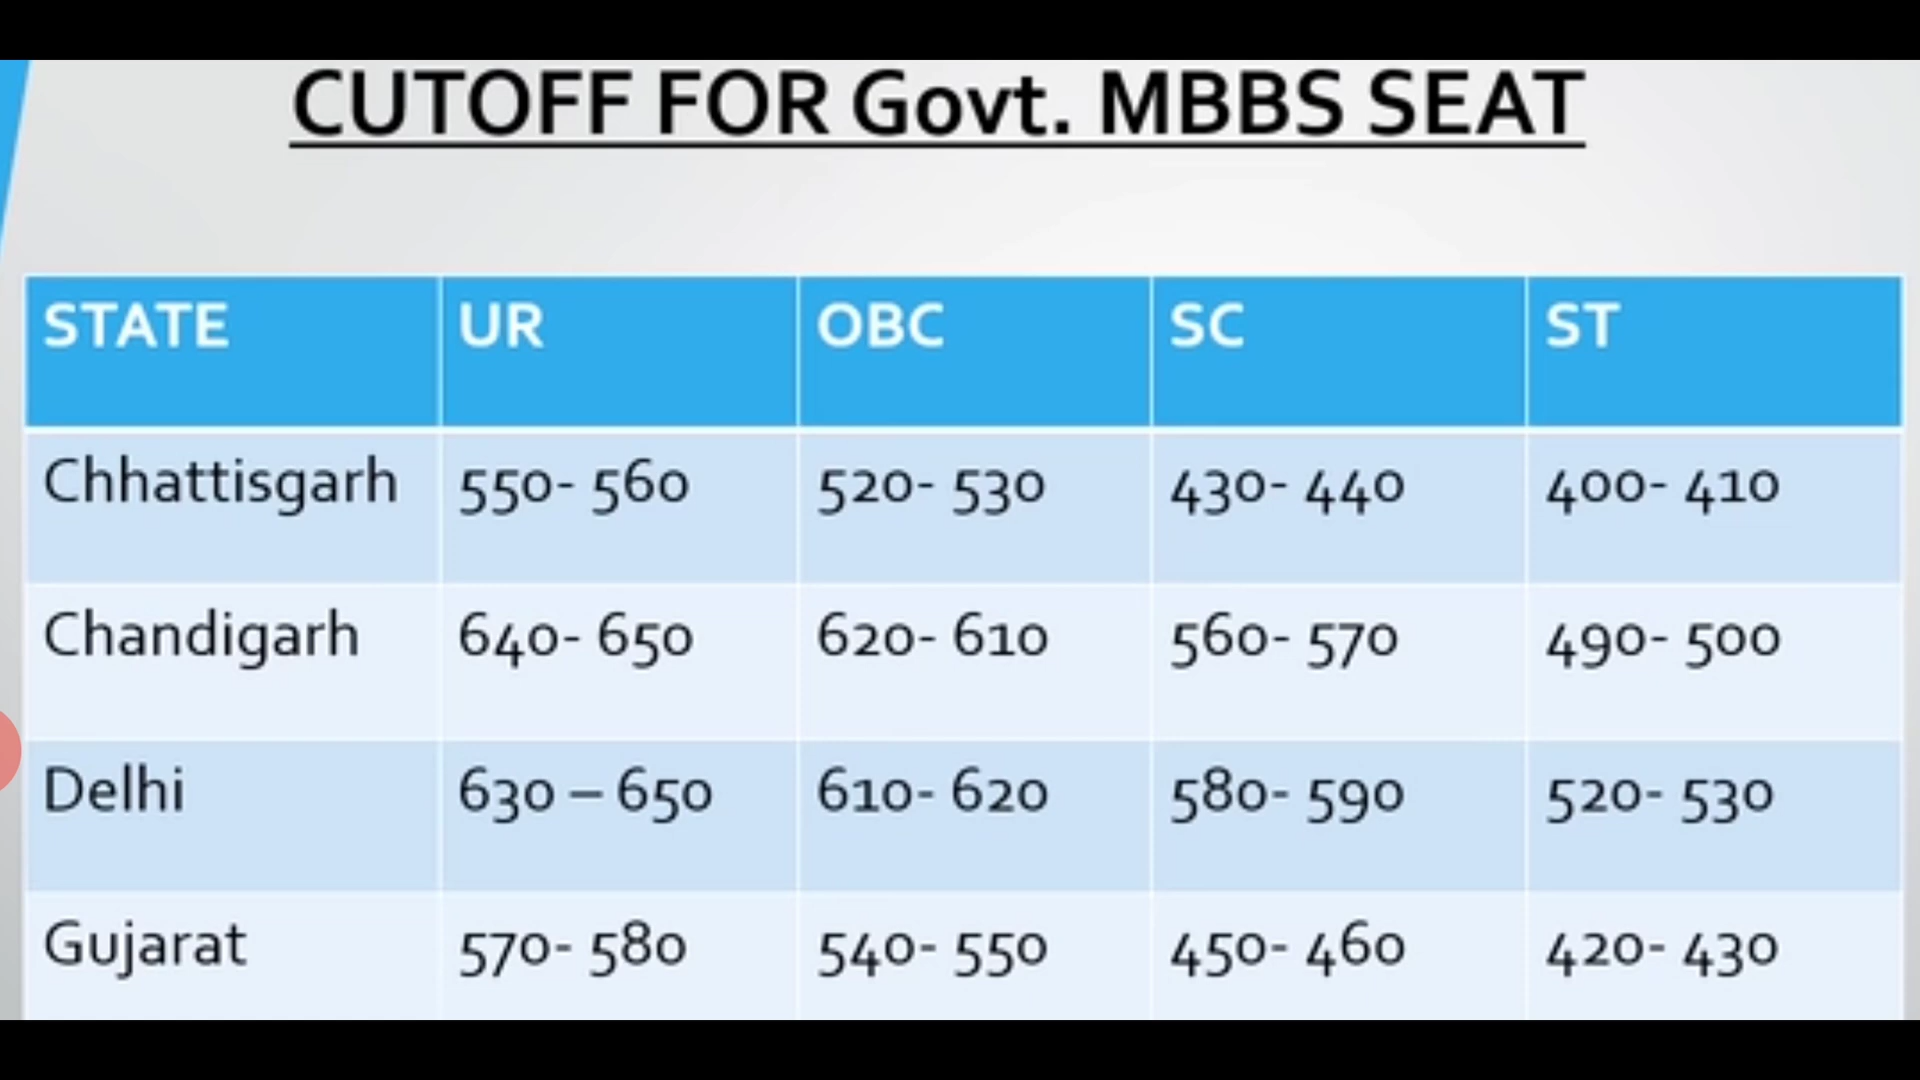 CUTOFF FOR Govt. MBBS SEAT
STATE UR OBC SC ST
Chhattisgarh 550- 560 520- 530 430- 440 400- 410
Chandigarh 640- 650 620- 610 560- 570 490- 500
Delhi 630 – 650 610- 620 580- 590 520- 530
Gujarat 570- 580 540- 550 450- 460 420- 430